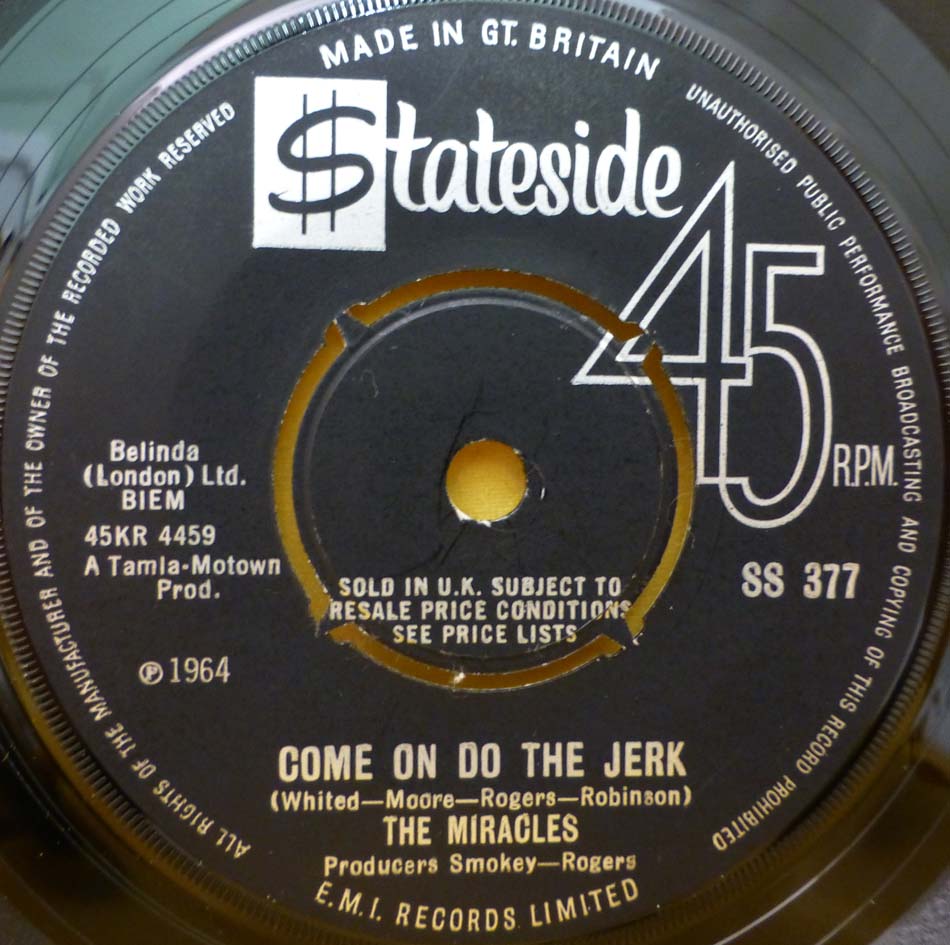 MADE IN GT. BRITAIN
$tateside
45 R.P.M.
UNAUTHORISED PUBLIC PERFORMANCE BROADCASTING AND COPYING OF THIS RECORD PROHIBITED
ALL RIGHTS OF THE MANUFACTURER AND OF THE OWNER OF THE RECORDED WORK RESERVED
Belinda
(London) Ltd.
BIEM
45KR 4459
A Tamla-Motown
Prod.
℗ 1964
SS 377
SOLD IN U.K. SUBJECT TO
RESALE PRICE CONDITIONS
SEE PRICE LISTS
COME ON DO THE JERK
(Whited—Moore—Rogers—Robinson)
THE MIRACLES
Producers Smokey—Rogers
E.M.I. RECORDS LIMITED